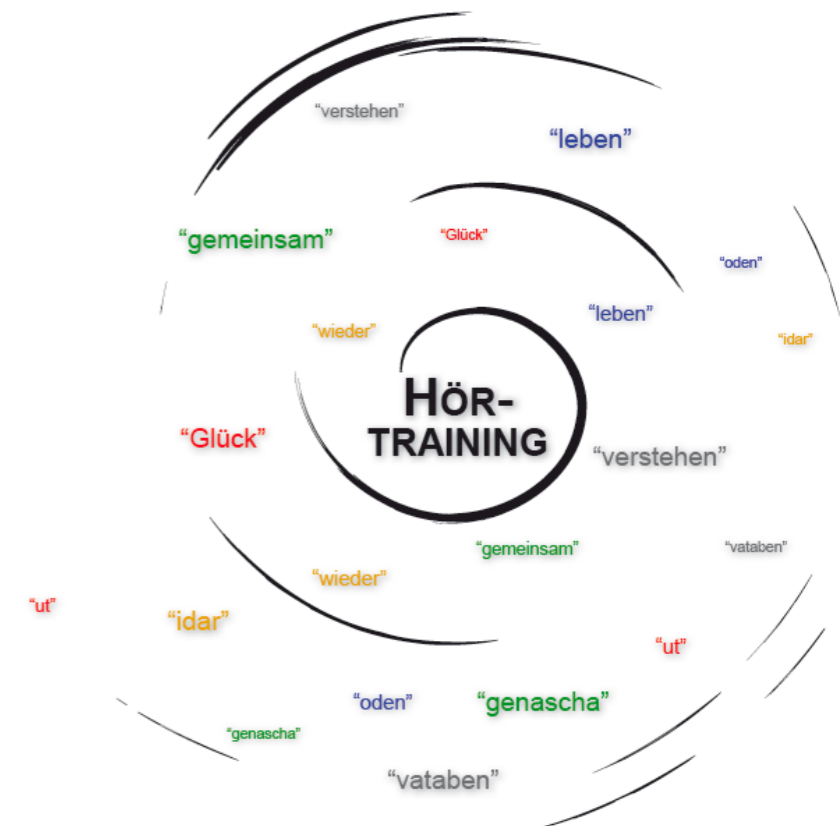 “verstehen”
“leben”
“gemeinsam”
“Glück”
“oden”
“leben”
“wieder”
“idar”
HÖR-
TRAINING
“Glück”
“verstehen”
“gemeinsam”
“vataben”
“wieder”
“ut”
“idar”
“ut”
“oden”
“genascha”
“genascha”
“vataben”